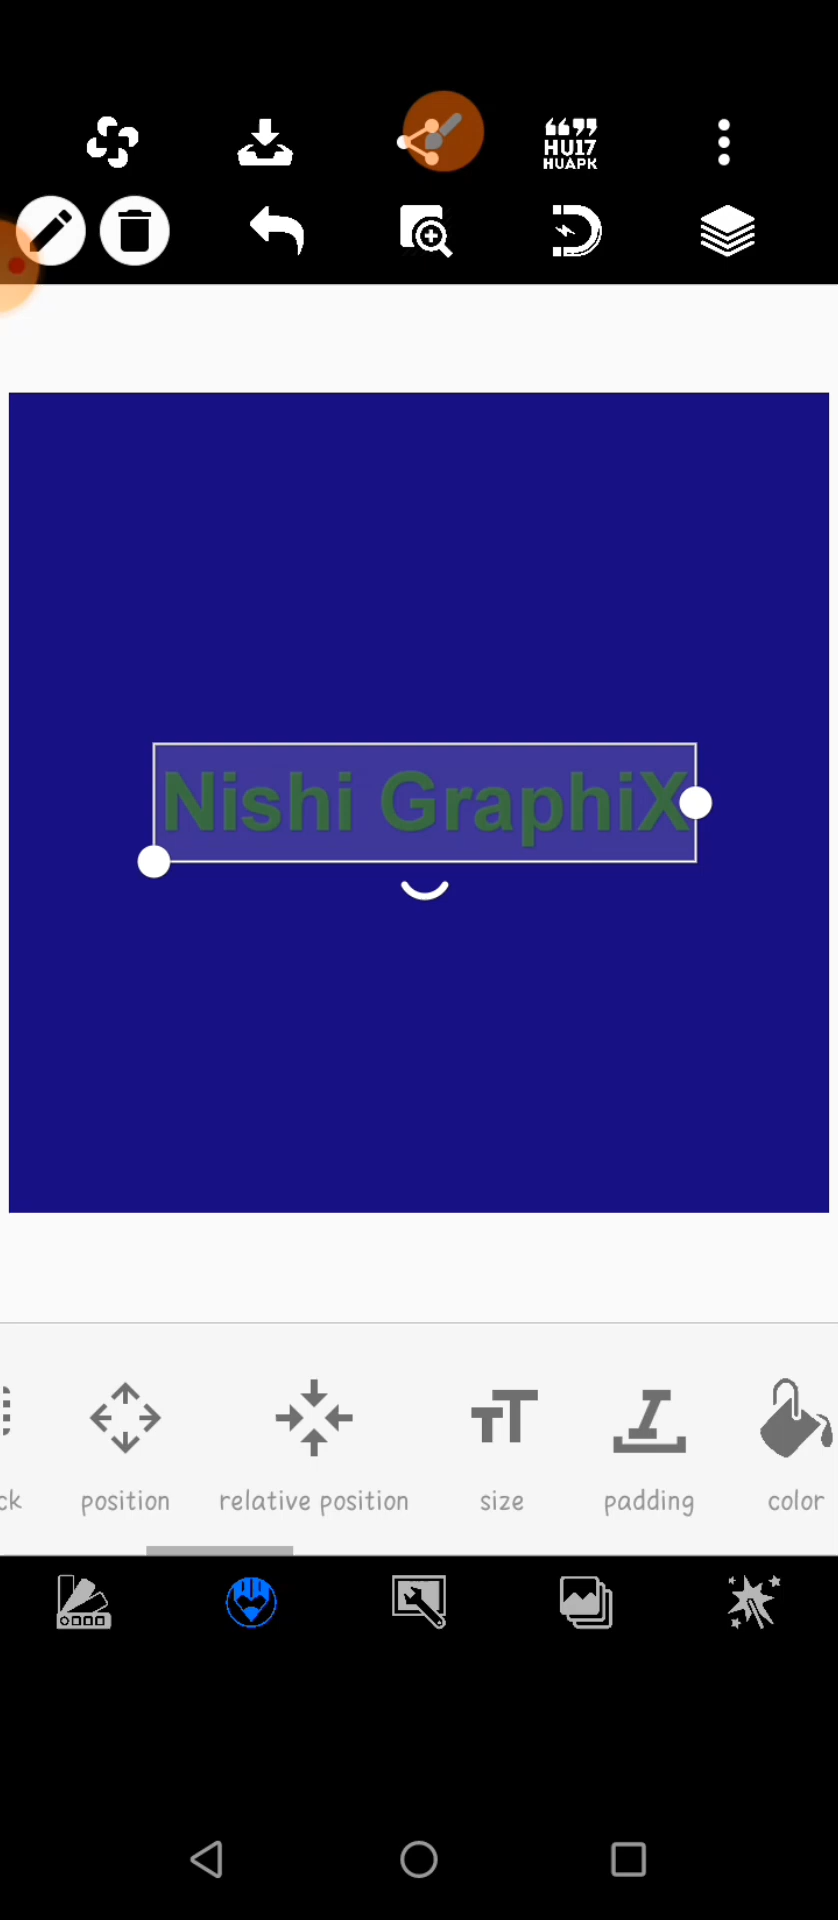 HU17
HUAPK
Nishi GraphiX
ck
position
relative position
size
padding
color